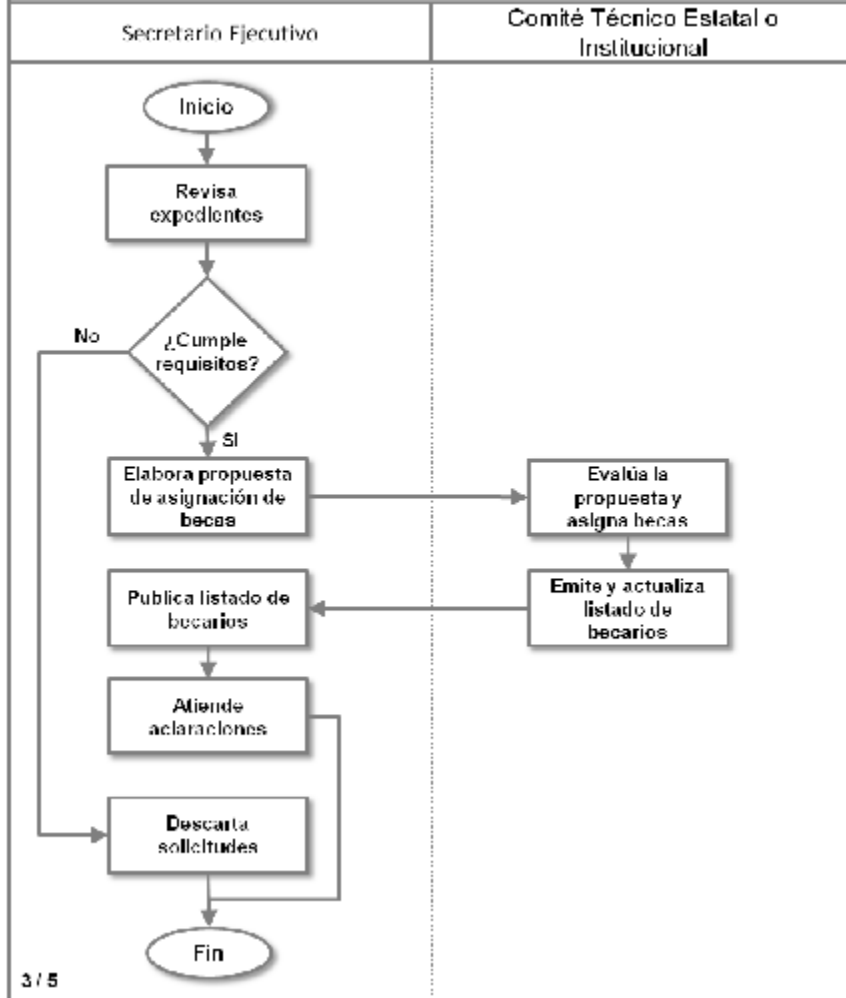 Secretario Ejecutivo
Comité Técnico Estatal o
Institucional
Inicio
Revisa
expedientes
¿Cumple
requisitos?
No
Si
Elabora propuesta
de asignación de
becas
Evalúa la
propuesta y
asigna becas
Emite y actualiza
listado de
becarios
Publica listado de
becarios
Atiende
aclaraciones
Descarta
solicitudes
Fin
3 / 5